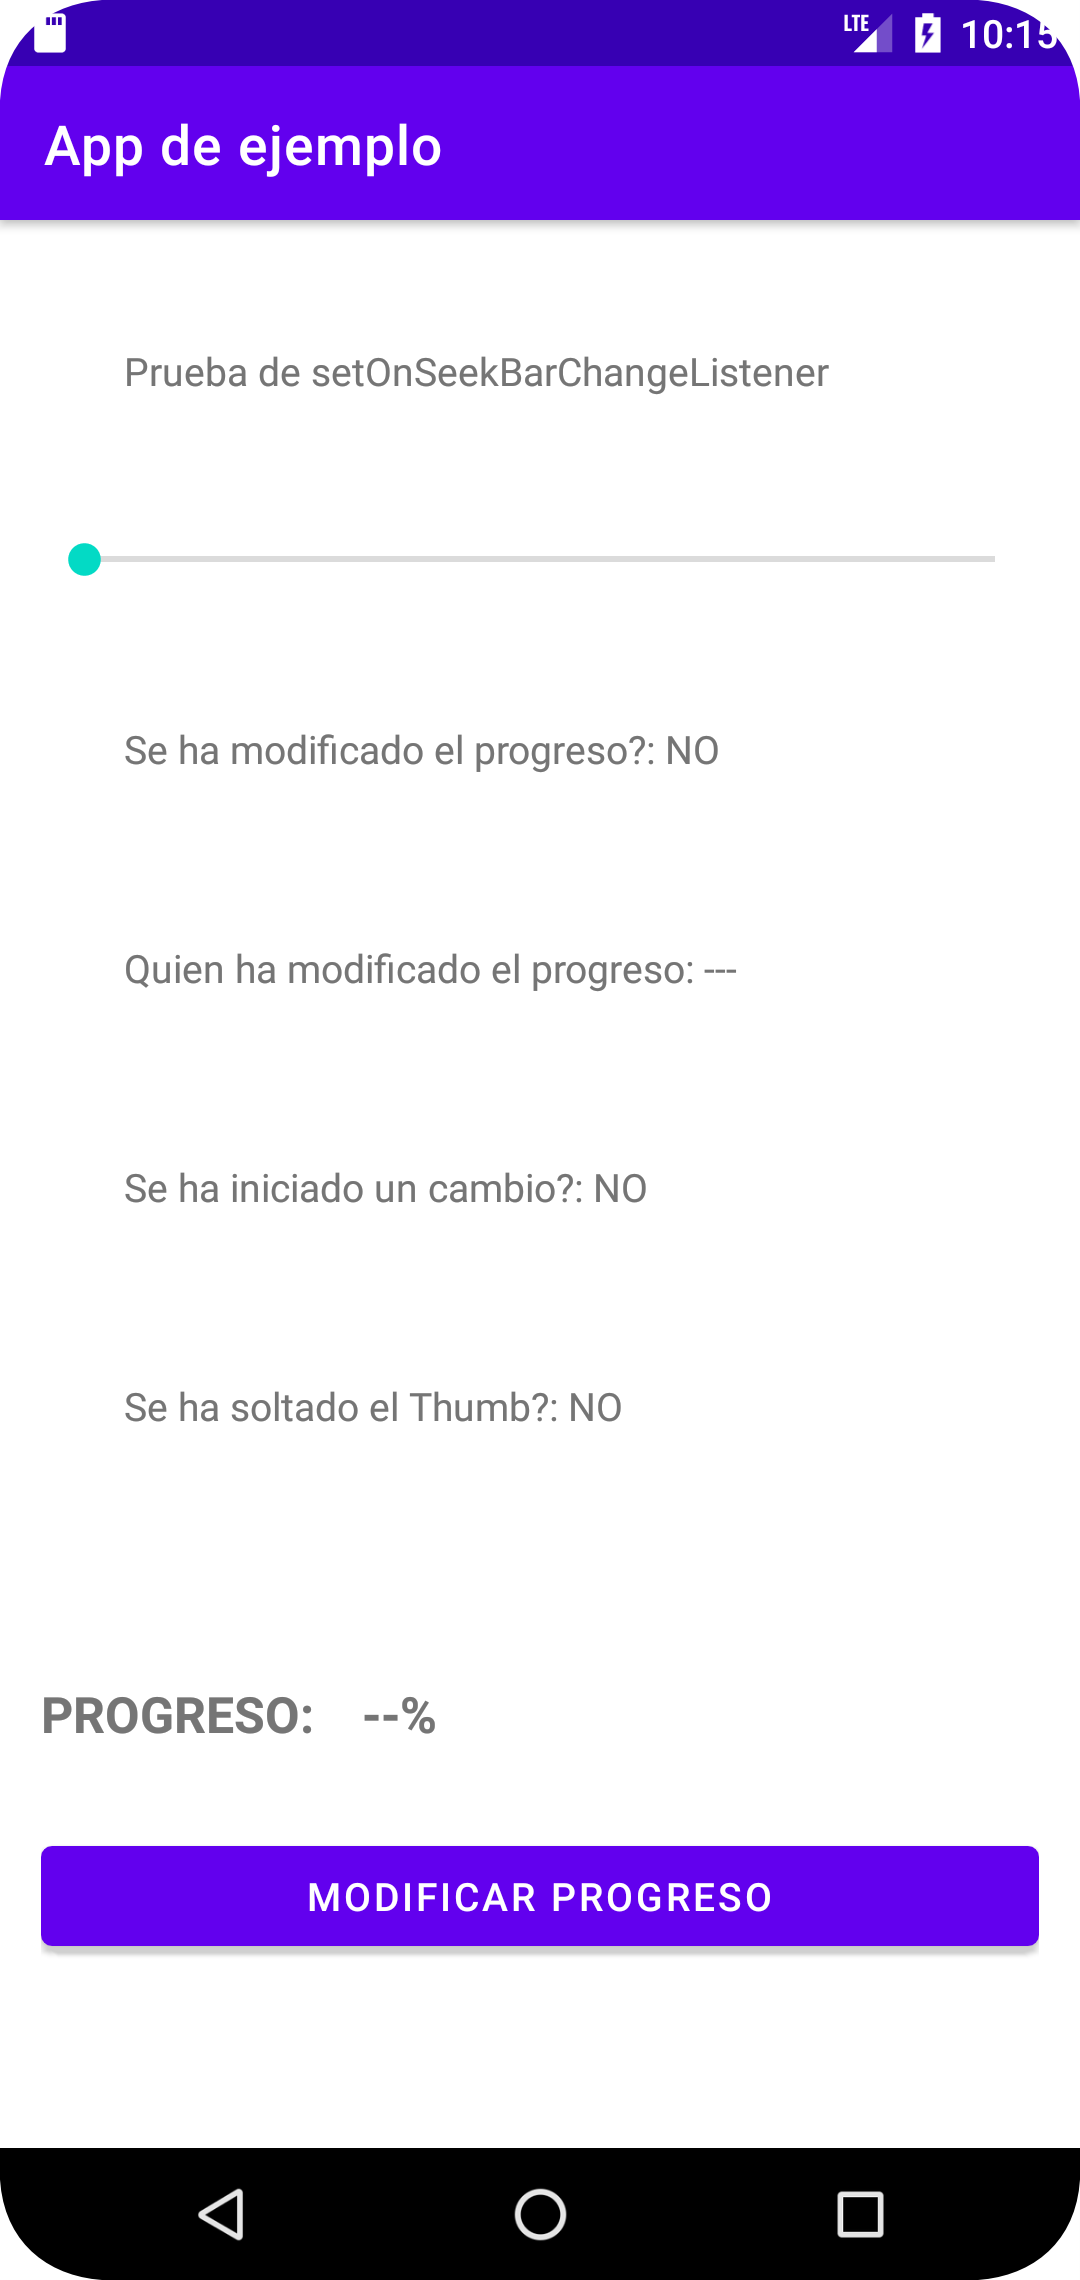 LTE 10:15
App de ejemplo
Prueba de setOnSeekBarChangeListener
Se ha modificado el progreso?: NO
Quien ha modificado el progreso: ---
Se ha iniciado un cambio?: NO
Se ha soltado el Thumb?: NO
PROGRESO: --%
MODIFICAR PROGRESO